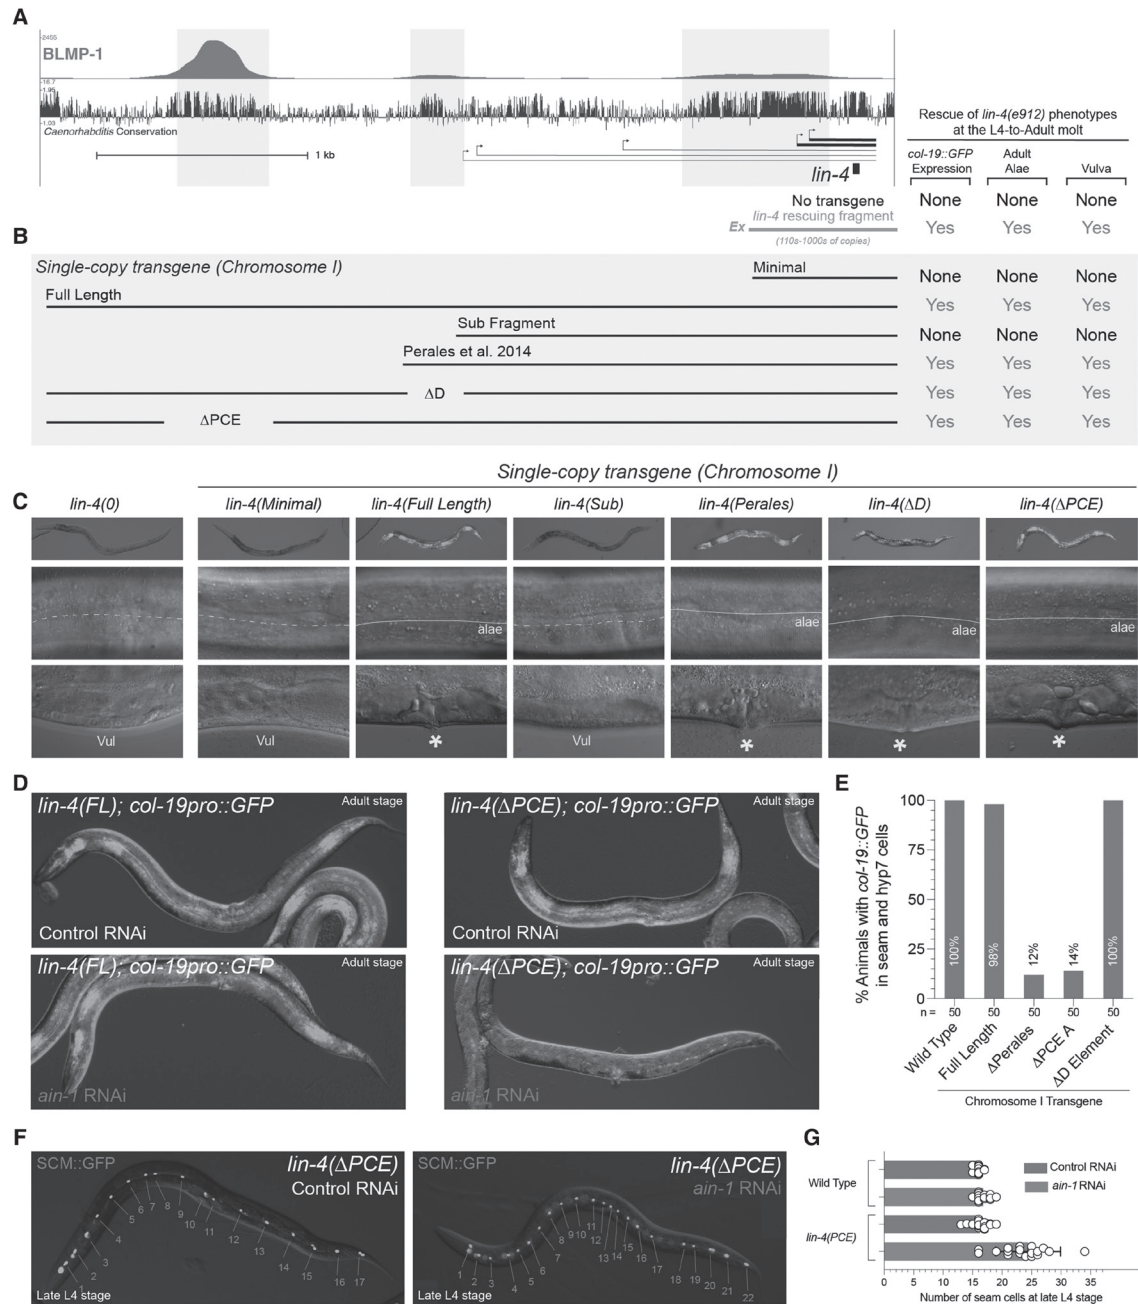 A
2455
BLMP-1
16.7
1.95
-1.03
Caenorhabditis Conservation
1 kb
lin-4
Rescue of lin-4(e912) phenotypes
at the L4-to-Adult molt
col-19::GFP
Expression
Adult
Alae
Vulva
No transgene
None None None
lin-4 rescuing fragment
Ex
Yes Yes Yes
(110s-1000s of copies)
B
Single-copy transgene (Chromosome I)
Minimal
None None None
Full Length
Yes Yes Yes
Sub Fragment
None None None
Perales et al. 2014
Yes Yes Yes
ΔD
Yes Yes Yes
ΔPCE
Yes Yes Yes
Single-copy transgene (Chromosome I)
C
lin-4(0) lin-4(Minimal) lin-4(Full Length) lin-4(Sub) lin-4(Perales) lin-4(ΔD) lin-4(ΔPCE)
alae alae alae alae
Vul Vul * Vul * * *
D
lin-4(FL); col-19pro::GFP Adult stage
Control RNAi
lin-4(ΔPCE); col-19pro::GFP Adult stage
Control RNAi
lin-4(FL); col-19pro::GFP Adult stage
ain-1 RNAi
lin-4(ΔPCE); col-19pro::GFP Adult stage
ain-1 RNAi
E
% Animals with col-19::GFP
in seam and hyp7 cells
100
75
50
25
0
100% 98% 12% 14% 100%
n = 50 50 50 50 50
Wild Type
Full Length
ΔPerales
ΔPCE A
ΔD Element
Chromosome I Transgene
F
SCM::GFP
lin-4(ΔPCE)
Control RNAi
1 2 3 4 5 6 7 8 9 10 11 12 13 14 15 16 17
Late L4 stage
SCM::GFP
lin-4(ΔPCE)
ain-1 RNAi
1 2 3 4 5 6 7 8 9 10 11 12 13 14 15 16 17 18 19 20 21 22
Late L4 stage
G
Wild Type
lin-4(PCE)
Control RNAi
ain-1 RNAi
0 5 10 15 20 25 30 35
Number of seam cells at late L4 stage